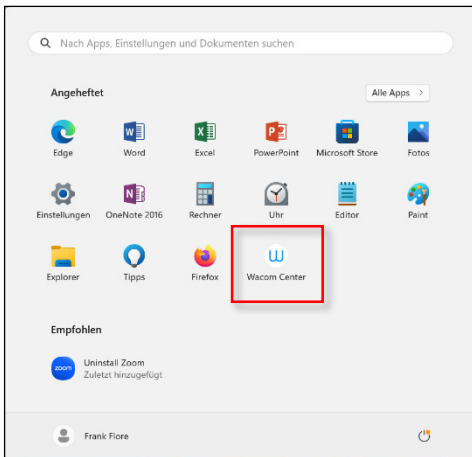 Nach Apps, Einstellungen und Dokumenten suchen
Angeheftet
Alle Apps >
Edge Word Excel PowerPoint Microsoft Store Fotos
Einstellungen OneNote 2016 Rechner Uhr Editor Paint
Explorer Tipps Firefox Wacom Center
Empfohlen
zoom
Uninstall Zoom
Zuletzt hinzugefügt
Frank Flore